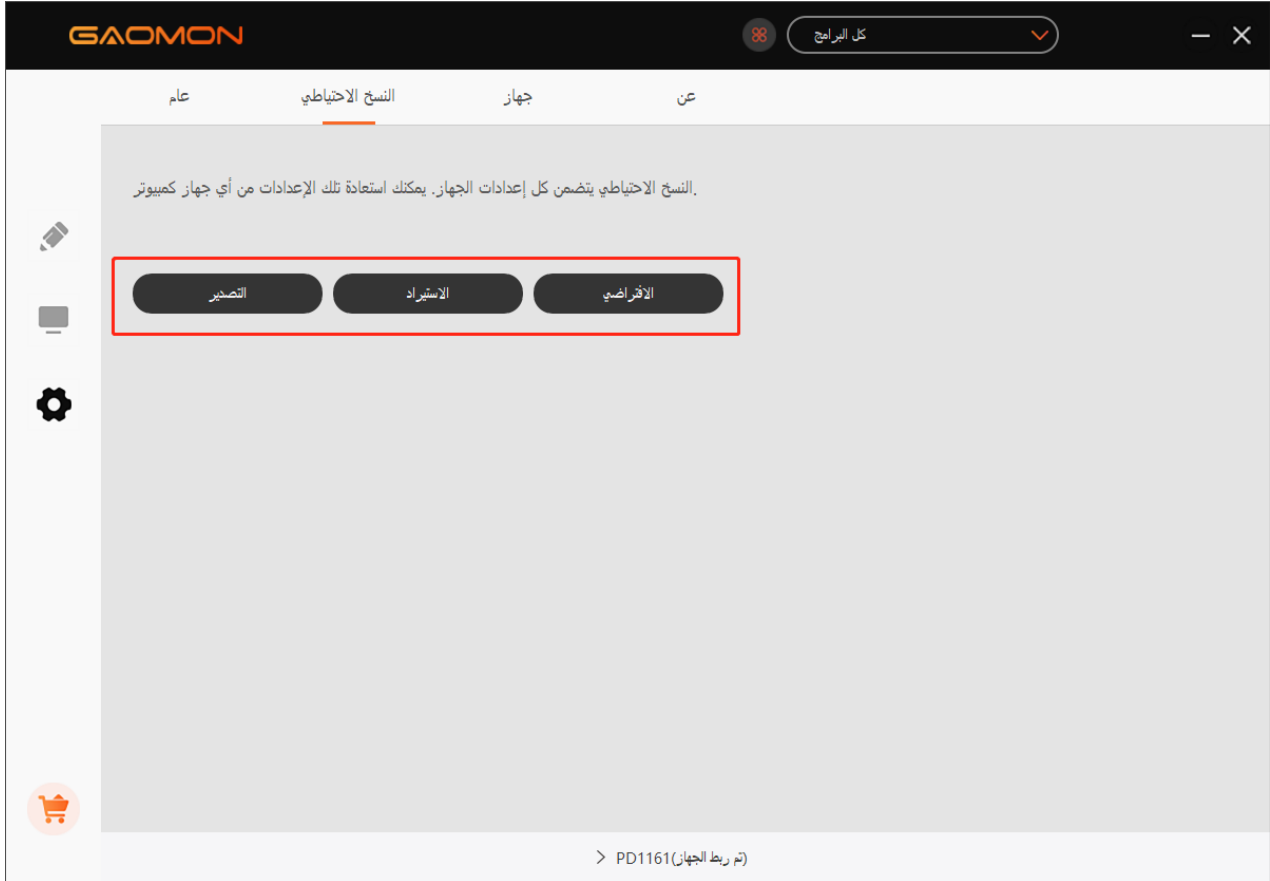 GAOMON
كل البرامج
عام
النسخ الاحتياطي
جهاز
عن
النسخ الاحتياطي يتضمن كل إعدادات الجهاز. يمكنك استعادة تلك الإعدادات من أي جهاز كمبيوتر.
التصدير
الاستيراد
الافتراضي
PD1161(تم ربط الجهاز)